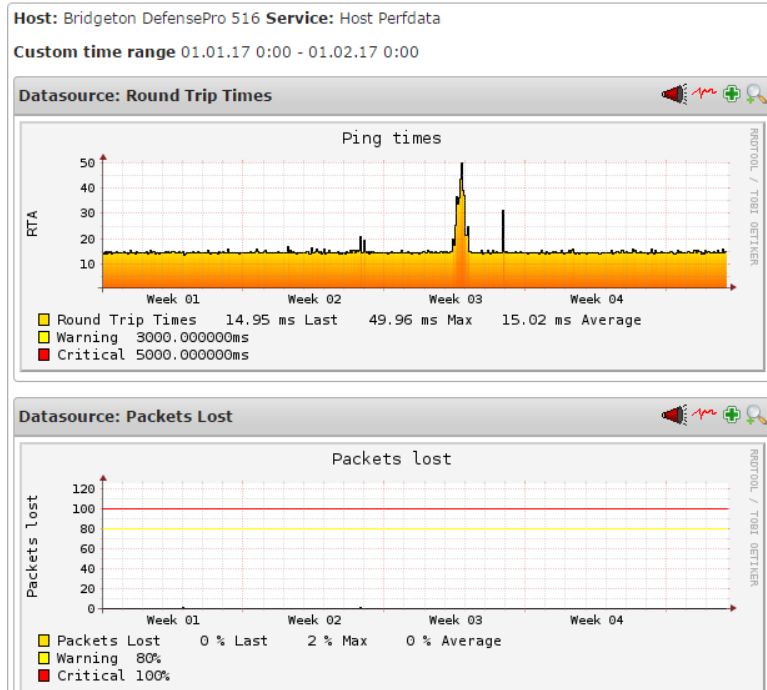 Host: Bridgeton DefensePro 516 Service: Host Perfdata
Custom time range 01.01.17 0:00 - 01.02.17 0:00
Datasource: Round Trip Times
Ping times
RRDTOOL / TOBI OETIKER
RTA
50
40
30
20
10
Week 01 Week 02 Week 03 Week 04
Round Trip Times 14.95 ms Last 49.96 ms Max 15.02 ms Average
Warning 3000.000000ms
Critical 5000.000000ms
Datasource: Packets Lost
Packets lost
RRDTOOL / TOBI OETIKER
Packets lost
120
100
80
60
40
20
0
Week 01 Week 02 Week 03 Week 04
Packets Lost 0 % Last 2 % Max 0 % Average
Warning 80%
Critical 100%